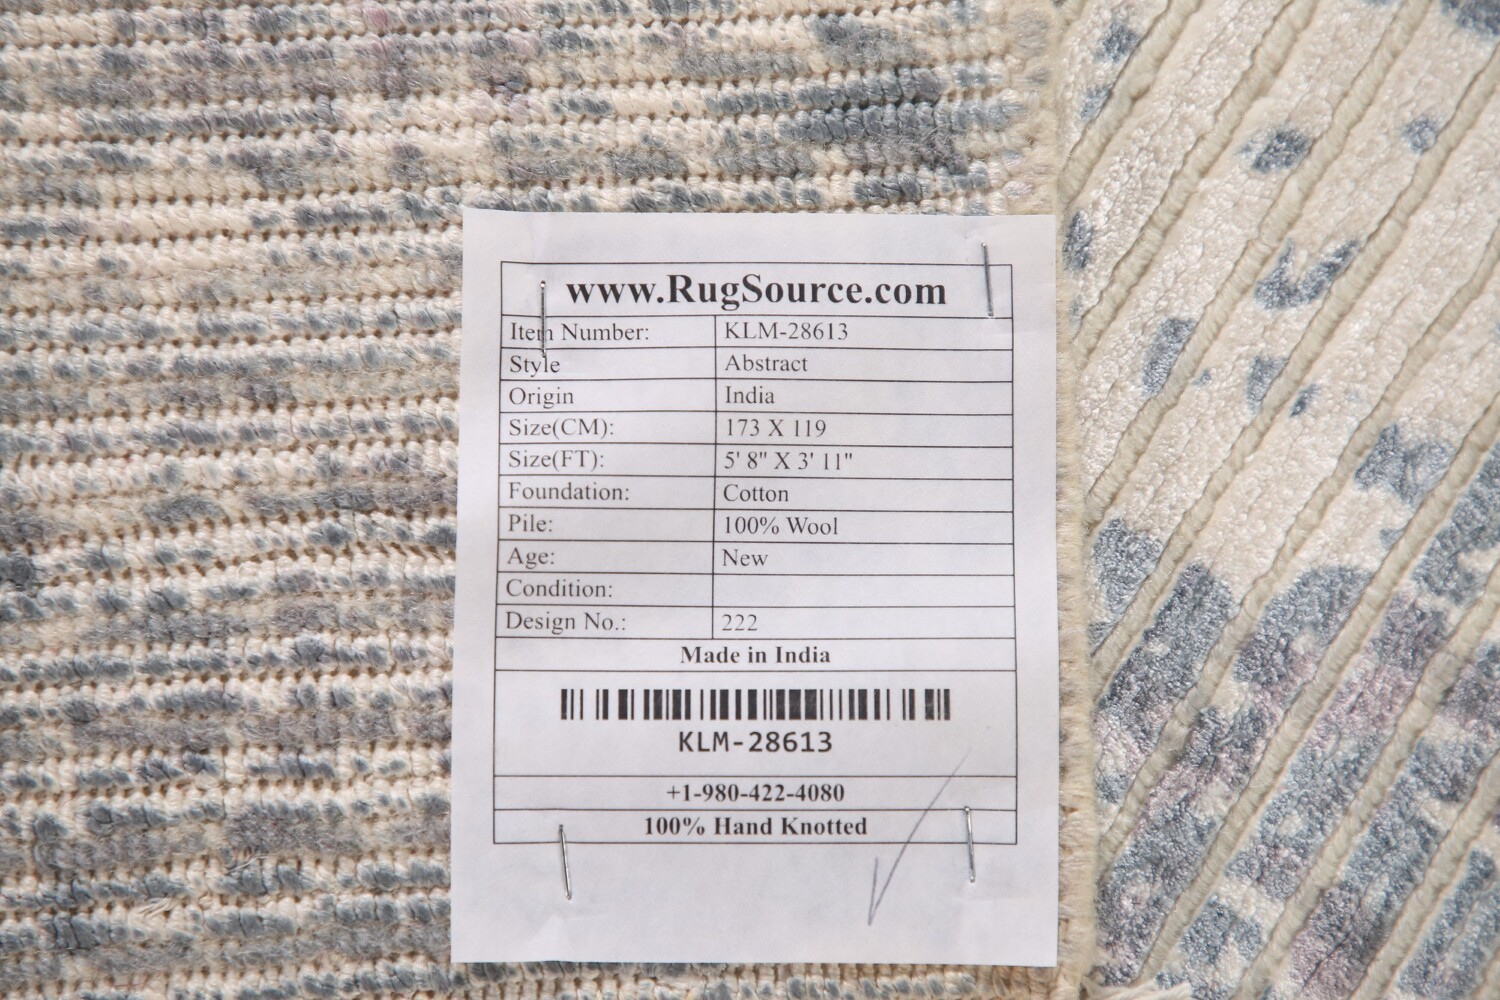 www.RugSource.com
Item Number: KLM-28613
Style Abstract
Origin India
Size(CM): 173 X 119
Size(FT): 5' 8" X 3' 11"
Foundation: Cotton
Pile: 100% Wool
Age: New
Condition:
Design No.: 222
Made in India
KLM-28613
+1-980-422-4080
100% Hand Knotted